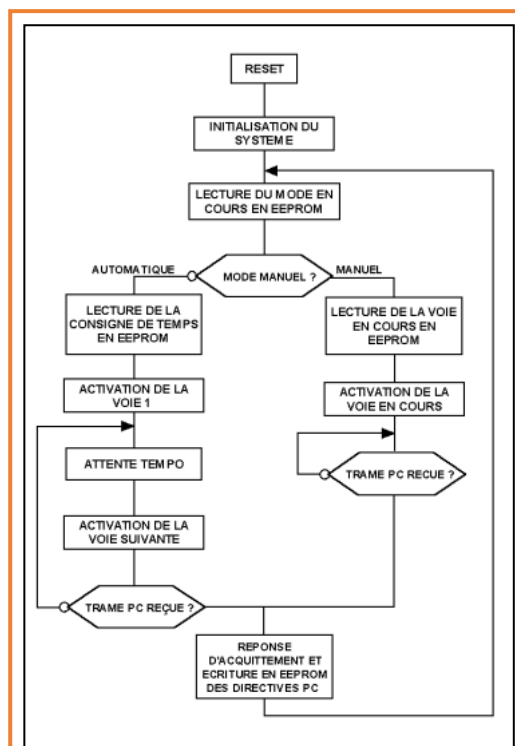 RESET
INITIALISATION DU
SYSTEME
LECTURE DU MODE EN
COURS EN EEPROM
AUTOMATIQUE
MODE MANUEL ?
MANUEL
LECTURE DE LA
CONSIGNE DE TEMPS
EN EEPROM
LECTURE DE LA VOIE
EN COURS EN
EEPROM
ACTIVATION DE LA
VOIE 1
ACTIVATION DE LA
VOIE EN COURS
ATTENTE TEMPO
TRAME PC RECUE ?
ACTIVATION DE LA
VOIE SUIVANTE
TRAME PC REÇUE ?
REPONSE
D'ACQUITTEMENT ET
ECRITURE EN EEPROM
DES DIRECTIVES PC